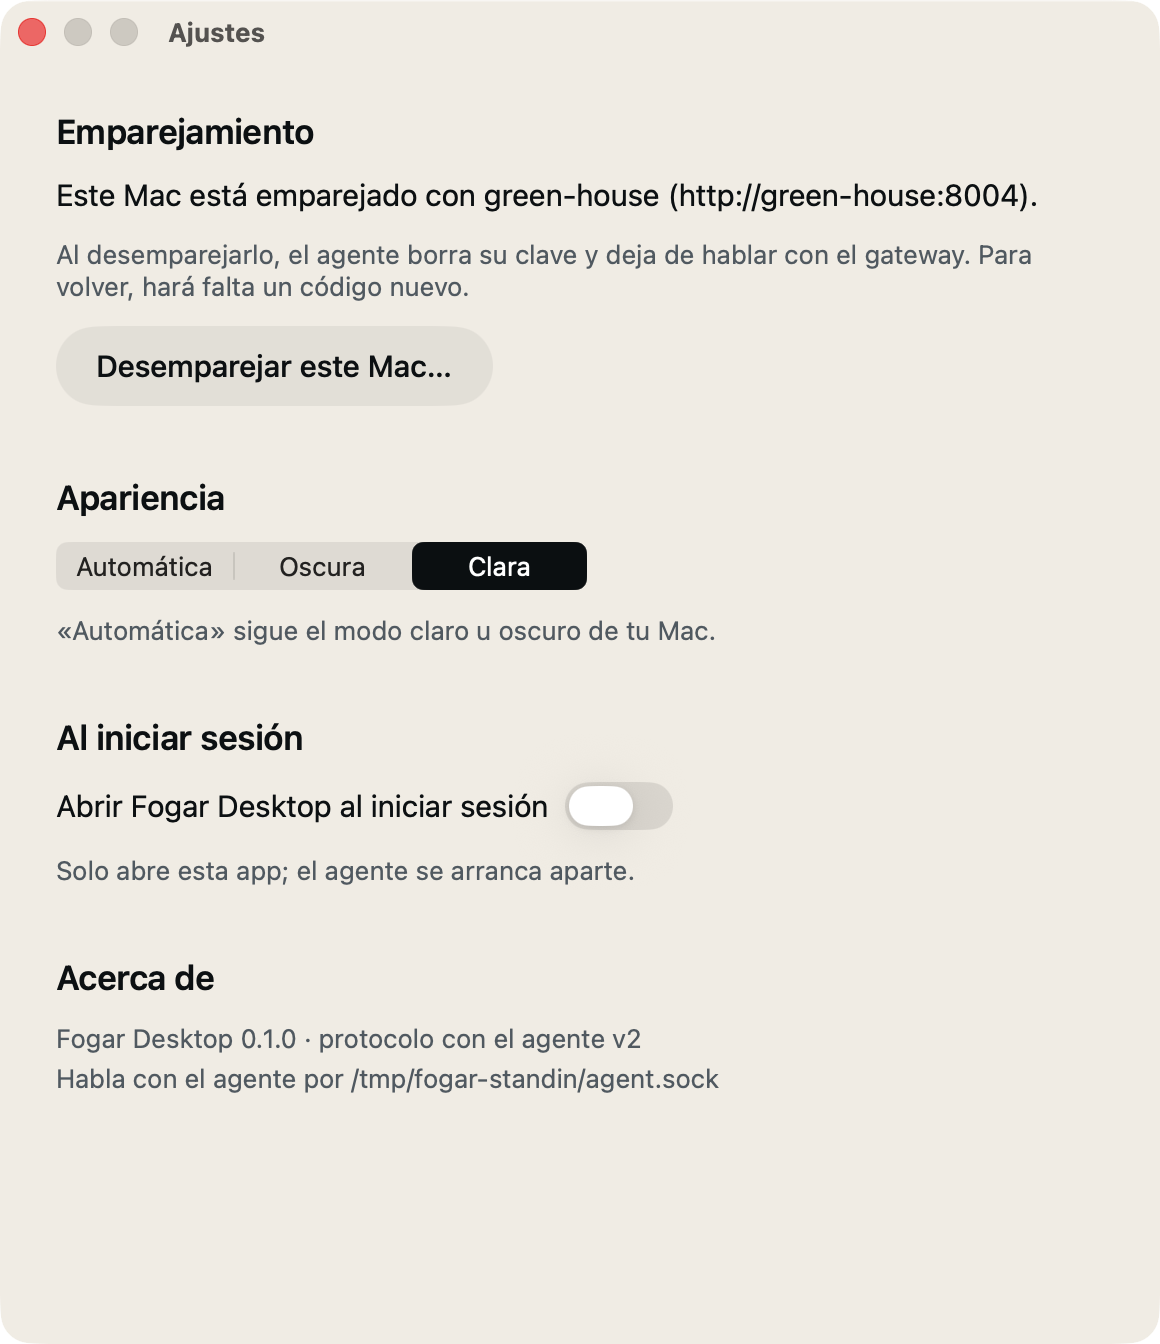 Ajustes
Emparejamiento
Este Mac está emparejado con green-house (http://green-house:8004).
Al desemparejarlo, el agente borra su clave y deja de hablar con el gateway. Para
volver, hará falta un código nuevo.
Desemparejar este Mac...
Apariencia
Automática Oscura Clara
«Automática» sigue el modo claro u oscuro de tu Mac.
Al iniciar sesión
Abrir Fogar Desktop al iniciar sesión
Solo abre esta app; el agente se arranca aparte.
Acerca de
Fogar Desktop 0.1.0 · protocolo con el agente v2
Habla con el agente por /tmp/fogar-standin/agent.sock